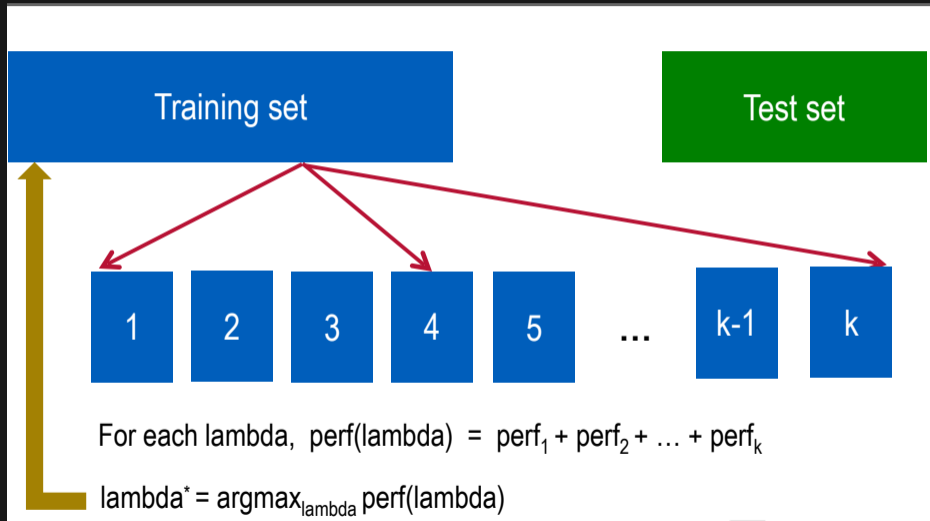 Training set
Test set
1
2
3
4
5
...
k-1
k
For each lambda, perf(lambda) = perf₁ + perf₂ + … + perfₖ
lambda* = argmax_lambda perf(lambda)